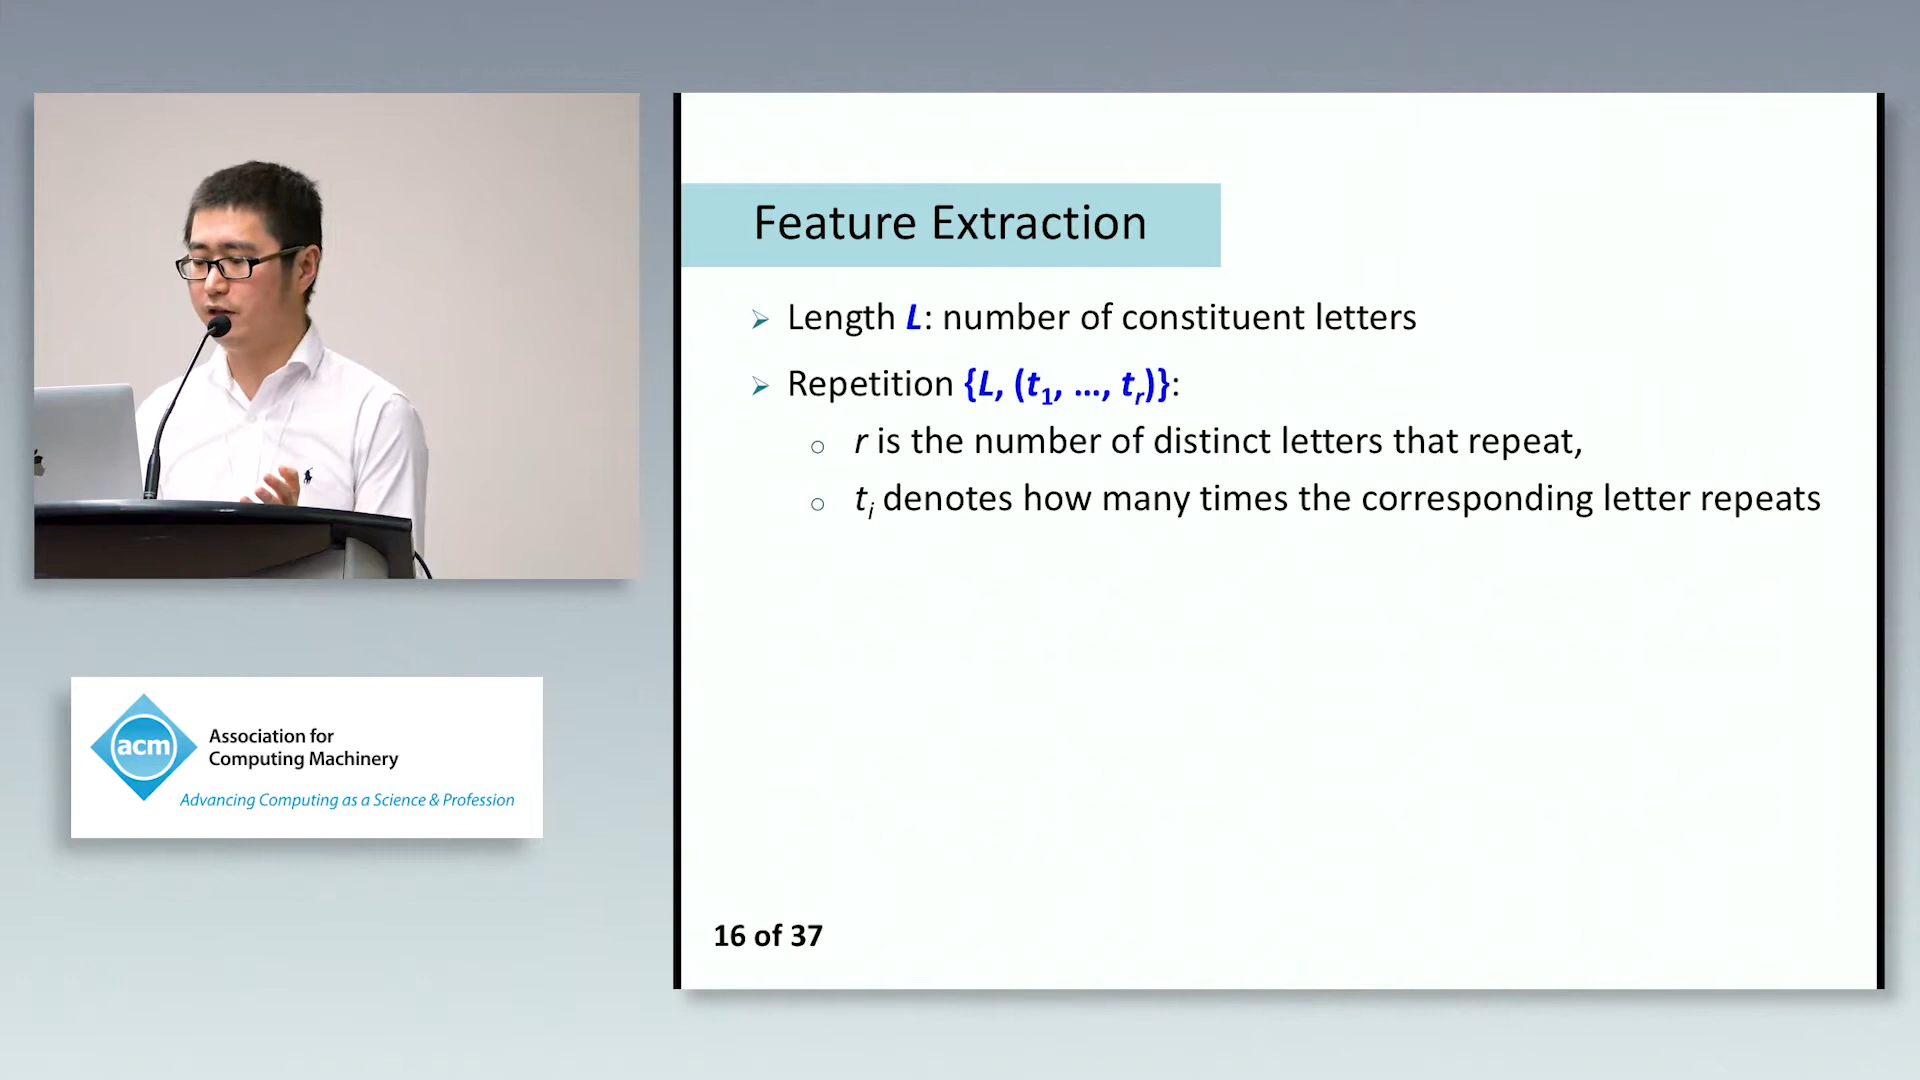 Feature Extraction
Length L: number of constituent letters
Repetition {L, (t1, …, tr)}:
r is the number of distinct letters that repeat,
ti denotes how many times the corresponding letter repeats
16 of 37
acm
Association for
Computing Machinery
Advancing Computing as a Science & Profession